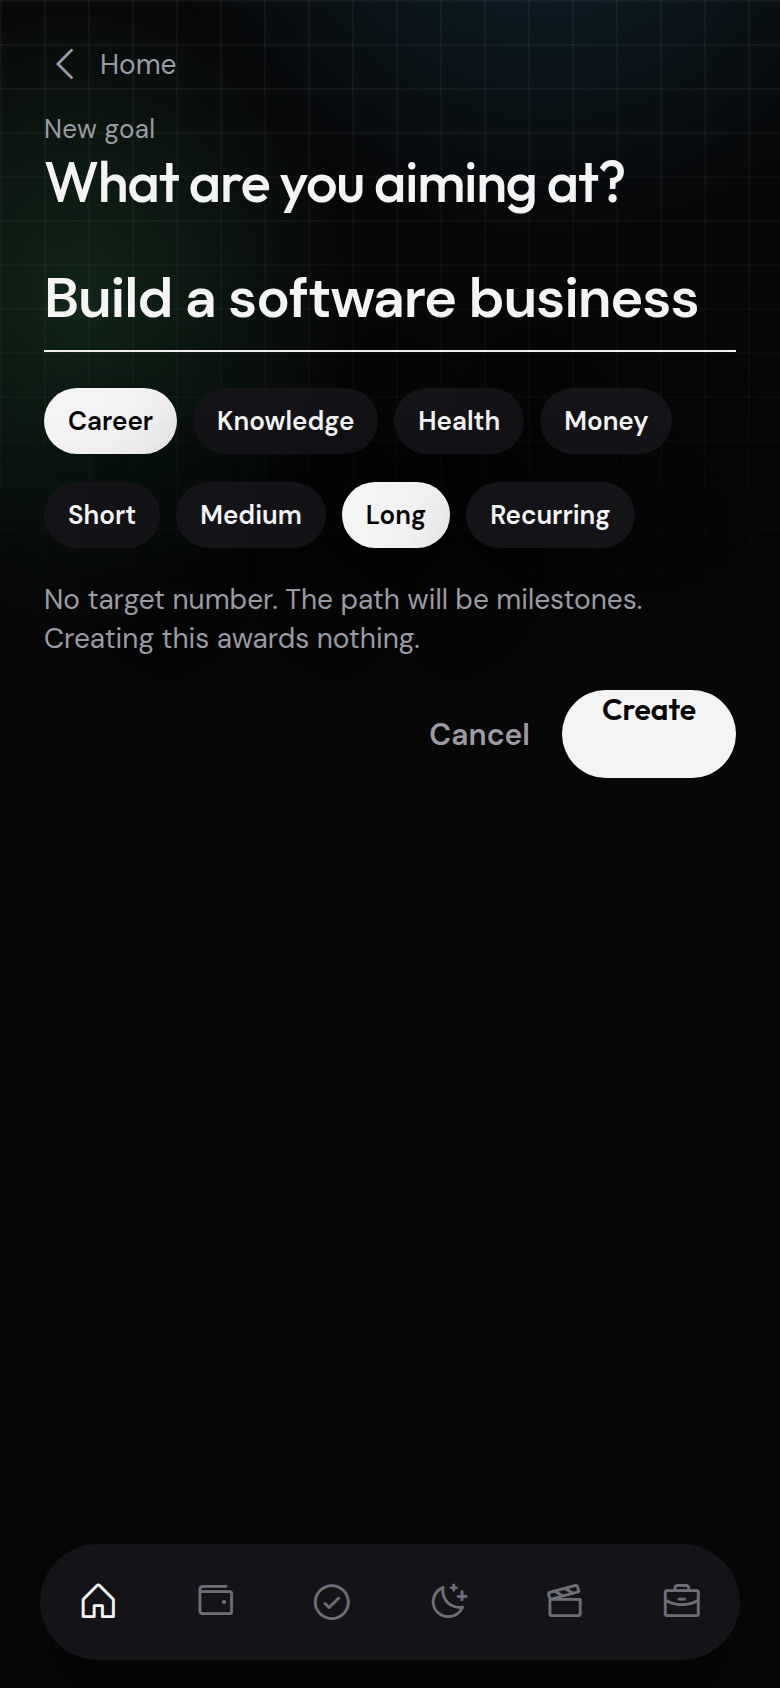 Home
New goal
What are you aiming at?
Build a software business
Career Knowledge Health Money
Short Medium Long Recurring
No target number. The path will be milestones.
Creating this awards nothing.
Cancel Create